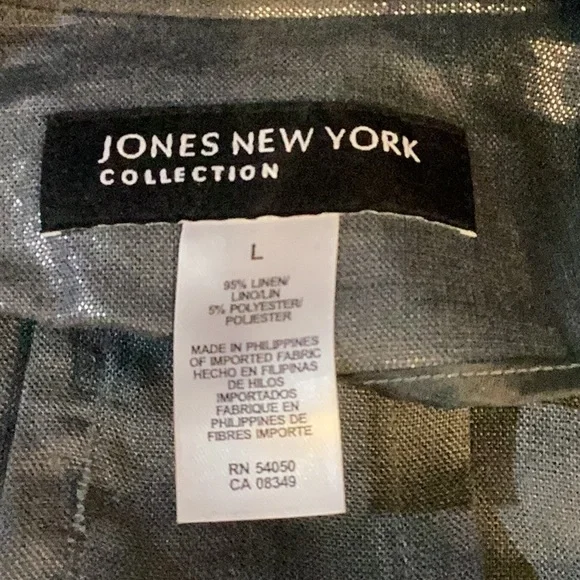 JONES NEW YORK
COLLECTION
L
95% LINEN/
LINO/LIN
5% POLYESTER/
POLIESTER
MADE IN PHILIPPINES
OF IMPORTED FABRIC
HECHO EN FILIPINAS
DE HILOS
IMPORTADOS
FABRIQUE EN
PHILIPPINES DE
FIBRES IMPORTE
RN 54050
CA 08349